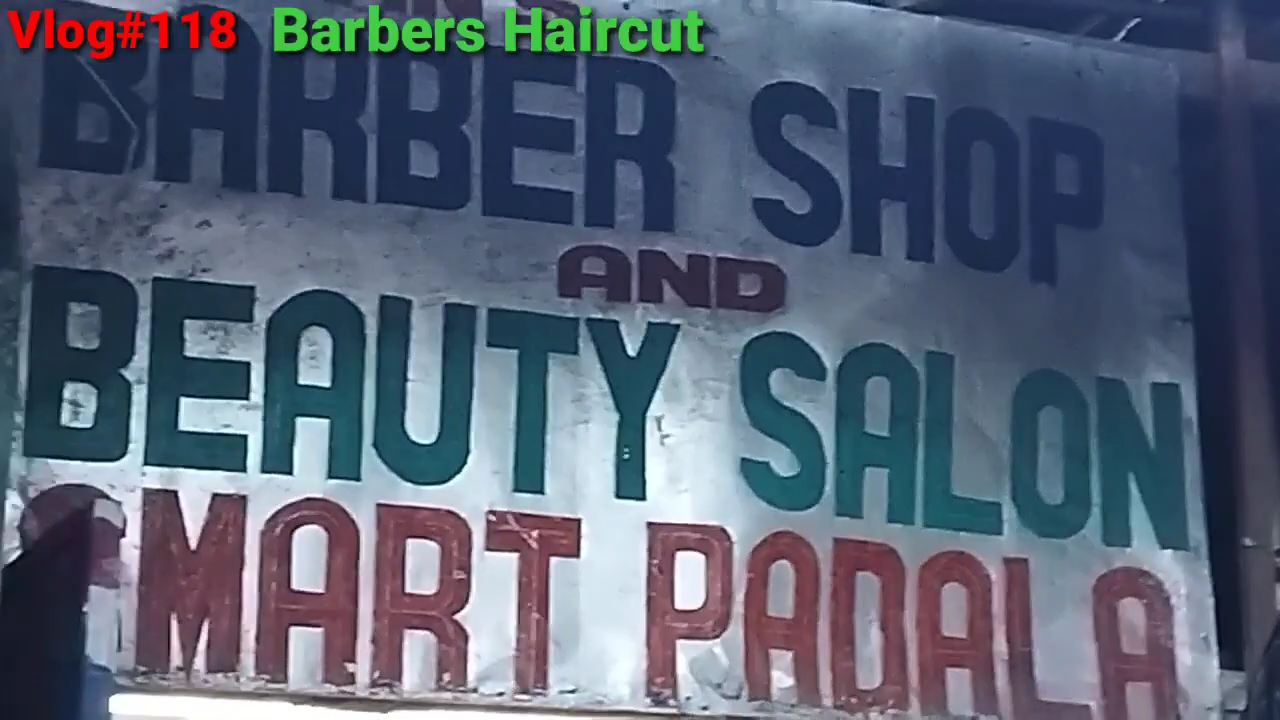 Vlog#118 Barbers Haircut
BARBER SHOP
AND
BEAUTY SALON
SMART PADALA